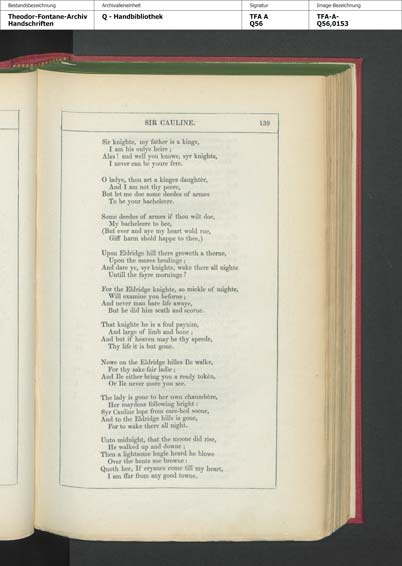 Bestandsbezeichnung
Archivalieneinheit
Signatur
Image-Bezeichnung
Theodor-Fontane-Archiv
Handschriften
Q - Handbibliothek
TFA A
Q56
TFA-A-
Q56,0153
SIR CAULINE.
139
Sir knighte, my father is a kinge,
I am his onlye heire;
Alas! and well you knowe, syr knighte,
I never can be youre fere.
O ladye, thou art a kinges daughtèr,
And I am not thy peere,
But let me doe some deedes of armes
To be your bacheleere.
Some deedes of armes if thou wilt doe,
My bacheleere to bee,
(But ever and aye my heart wold rue,
Giff harm shold happe to thee,)
Upon Eldridge hill there groweth a thorne,
Upon the mores brodinge;
And dare ye, syr knighte, wake there all nighte
Untill the fayre morninge?
For the Eldridge knighte, so mickle of mighte,
Will examine you beforne;
And never man bare life awaye,
But he did him scath and scorne.
That knighte he is a foul paynim,
And large of limb and bone;
And but if heaven may be thy speede,
Thy life it is but gone.
Nowe on the Eldridge hilles Ile walke,
For thy sake fair ladie;
And Ile either bring you a ready tokèn,
Or Ile never more you see.
The lady is gone to her own chaumbère,
Her maydens following bright:
Syr Cauline lope from care-bed soone,
And to the Eldridge hills is gone,
For to wake there all night.
Unto midnight, that the moone did rise,
He walked up and downe;
Then a lightsome bugle heard he blowe
Over the bents soe browne:
Quoth hee, If cryance come till my heart,
I am ffar from any good towne.